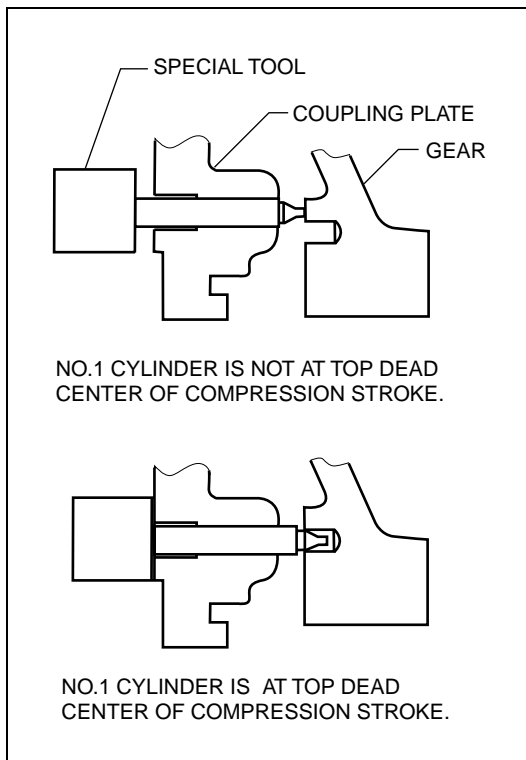 SPECIAL TOOL
COUPLING PLATE
GEAR
NO.1 CYLINDER IS NOT AT TOP DEAD
CENTER OF COMPRESSION STROKE.
NO.1 CYLINDER IS AT TOP DEAD
CENTER OF COMPRESSION STROKE.